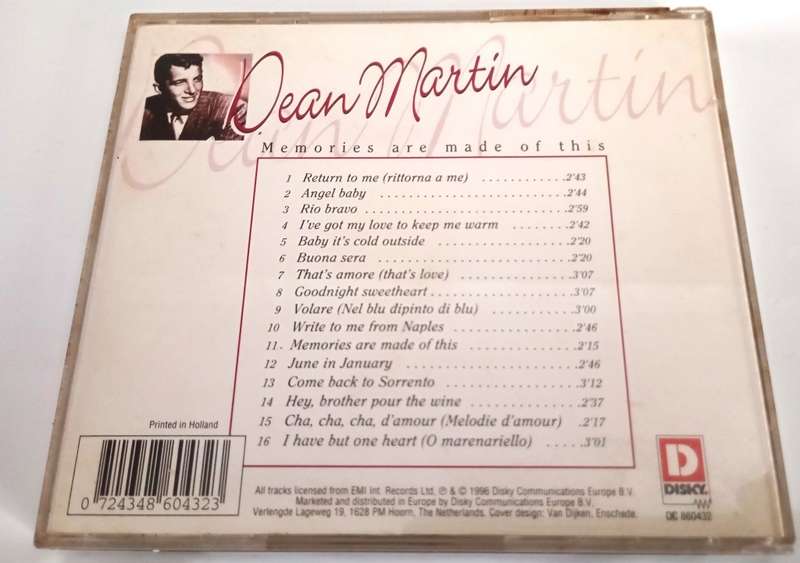 Dean Martin
Memories are made of this
1 Return to me (rittorna a me) ............2'43
2 Angel baby ............................2'44
3 Rio bravo .............................2'59
4 I've got my love to keep me warm ........2'42
5 Baby it's cold outside ..................2'20
6 Buona sera ...........................2'20
7 That's amore (that's love) ................3'07
8 Goodnight sweetheart ...................3'07
9 Volare (Nel blu dipinto di blu) ............3'00
10 Write to me from Naples ................2'46
11 Memories are made of this ..............2'15
12 June in January ......................2'46
13 Come back to Sorrento ................3'12
14 Hey, brother pour the wine .............2'37
15 Cha, cha, cha, d'amour (Melodie d'amour) ..2'17
16 I have but one heart (O marenariello) .....3'01
Printed in Holland
0 724348 604323
All tracks licensed from EMI Int. Records Ltd. ℗ & © 1996 Disky Communications Europe B.V.
Marketed and distributed in Europe by Disky Communications Europe B.V.
Verlengde Lageweg 19, 1628 PM Hoorn, The Netherlands. Cover design: Van Dijken, Enschede.
D
DISKY.
DC 860432